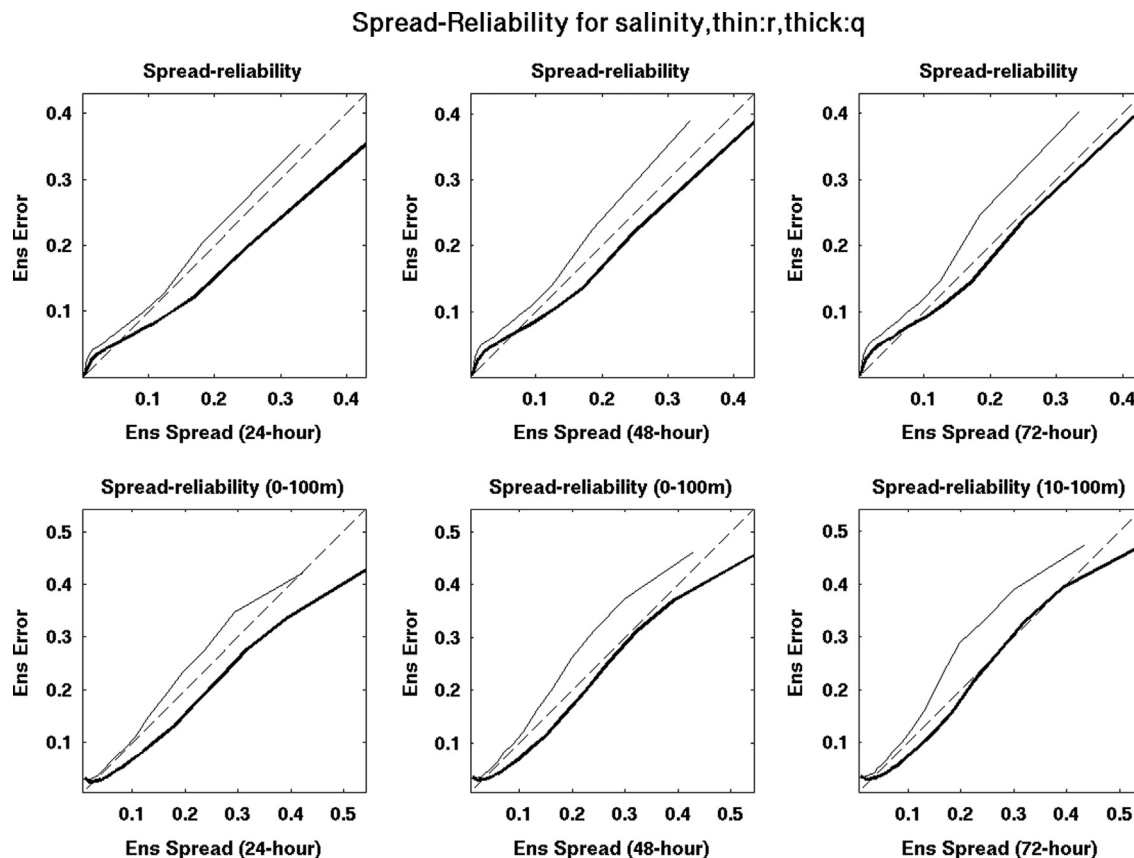 Spread-Reliability for salinity,thin:r,thick:q
Spread-reliability
Ens Error
0.4
0.3
0.2
0.1
0.1 0.2 0.3 0.4
Ens Spread (24-hour)
Spread-reliability
Ens Error
0.4
0.3
0.2
0.1
0.1 0.2 0.3 0.4
Ens Spread (48-hour)
Spread-reliability
Ens Error
0.4
0.3
0.2
0.1
0.1 0.2 0.3 0.4
Ens Spread (72-hour)
Spread-reliability (0-100m)
Ens Error
0.5
0.4
0.3
0.2
0.1
0.1 0.2 0.3 0.4 0.5
Ens Spread (24-hour)
Spread-reliability (0-100m)
Ens Error
0.5
0.4
0.3
0.2
0.1
0.1 0.2 0.3 0.4 0.5
Ens Spread (48-hour)
Spread-reliability (10-100m)
Ens Error
0.5
0.4
0.3
0.2
0.1
0.1 0.2 0.3 0.4 0.5
Ens Spread (72-hour)